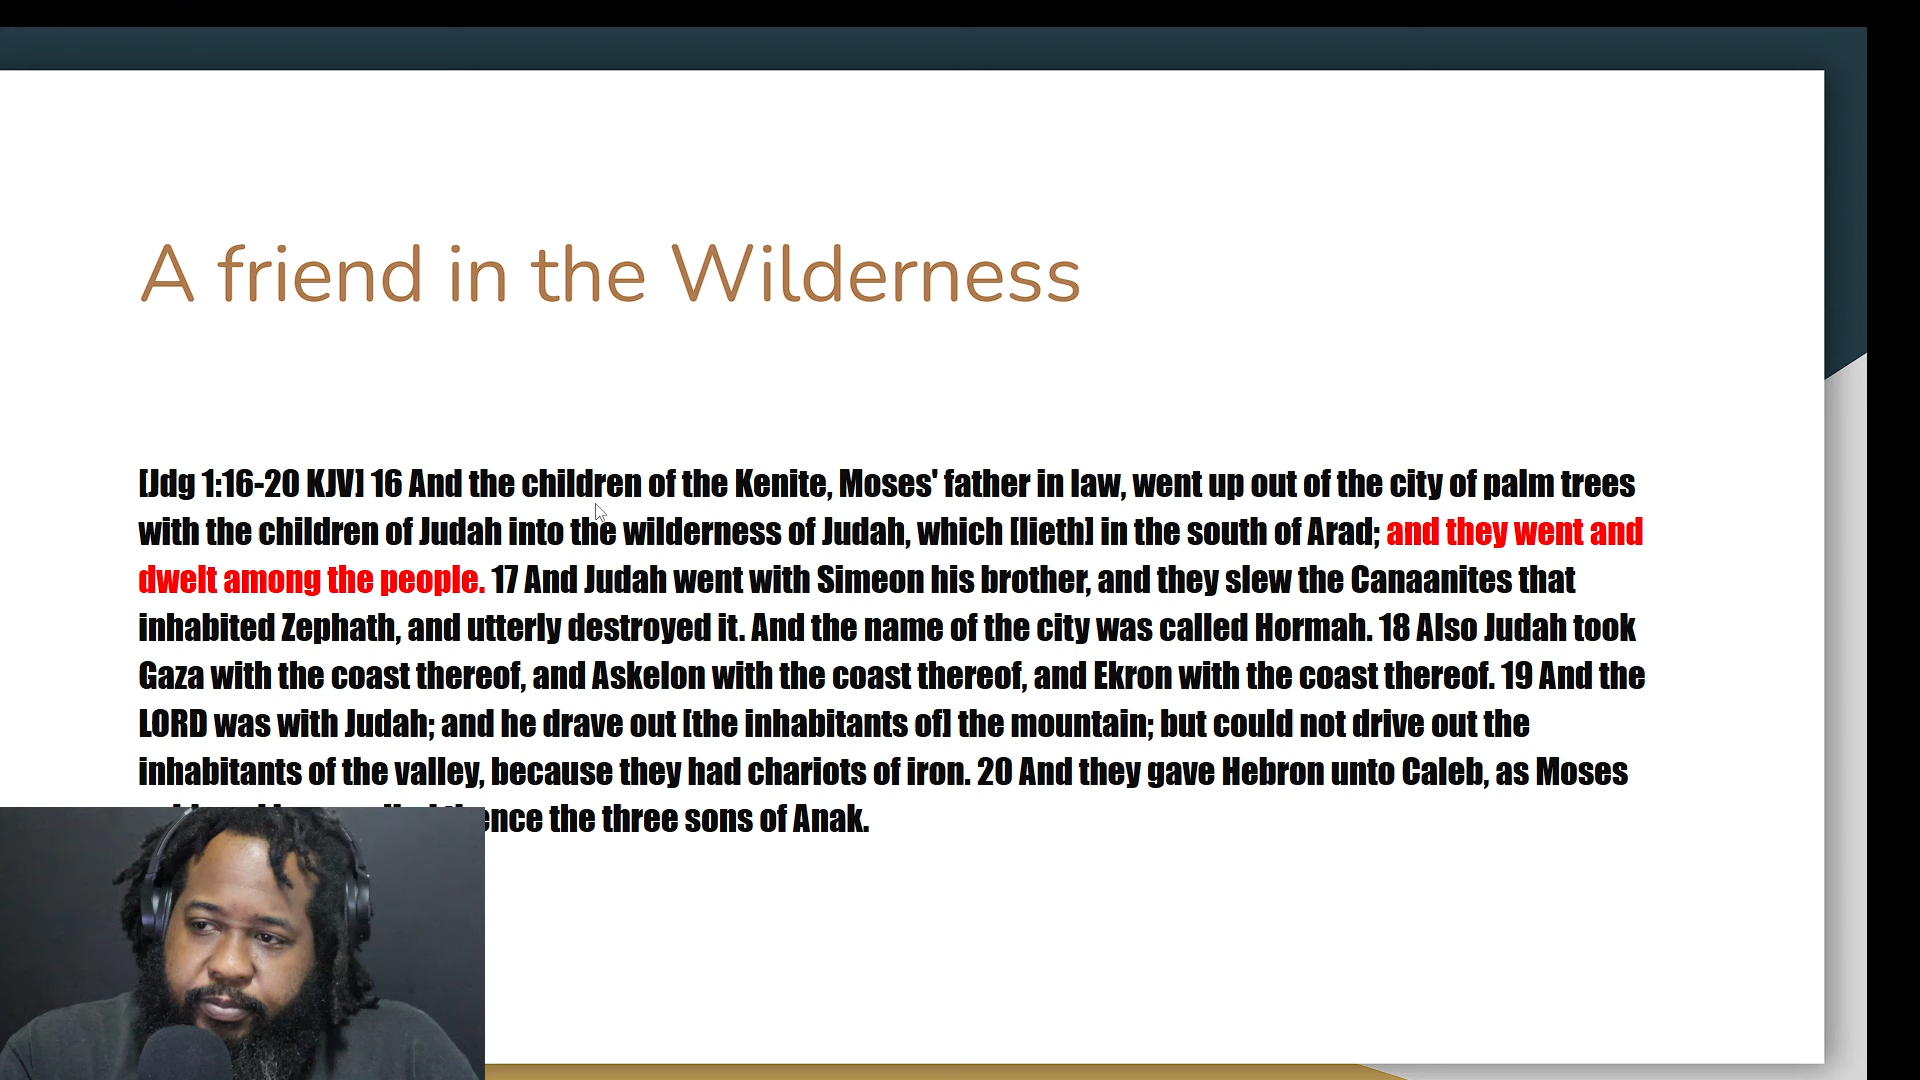 A friend in the Wilderness
[Jdg 1:16-20 KJV] 16 And the children of the Kenite, Moses' father in law, went up out of the city of palm trees
with the children of Judah into the wilderness of Judah, which [lieth] in the south of Arad; and they went and
dwelt among the people. 17 And Judah went with Simeon his brother, and they slew the Canaanites that
inhabited Zephath, and utterly destroyed it. And the name of the city was called Hormah. 18 Also Judah took
Gaza with the coast thereof, and Askelon with the coast thereof, and Ekron with the coast thereof. 19 And the
LORD was with Judah; and he drave out [the inhabitants of] the mountain; but could not drive out the
inhabitants of the valley, because they had chariots of iron. 20 And they gave Hebron unto Caleb, as Moses
the three sons of Anak.